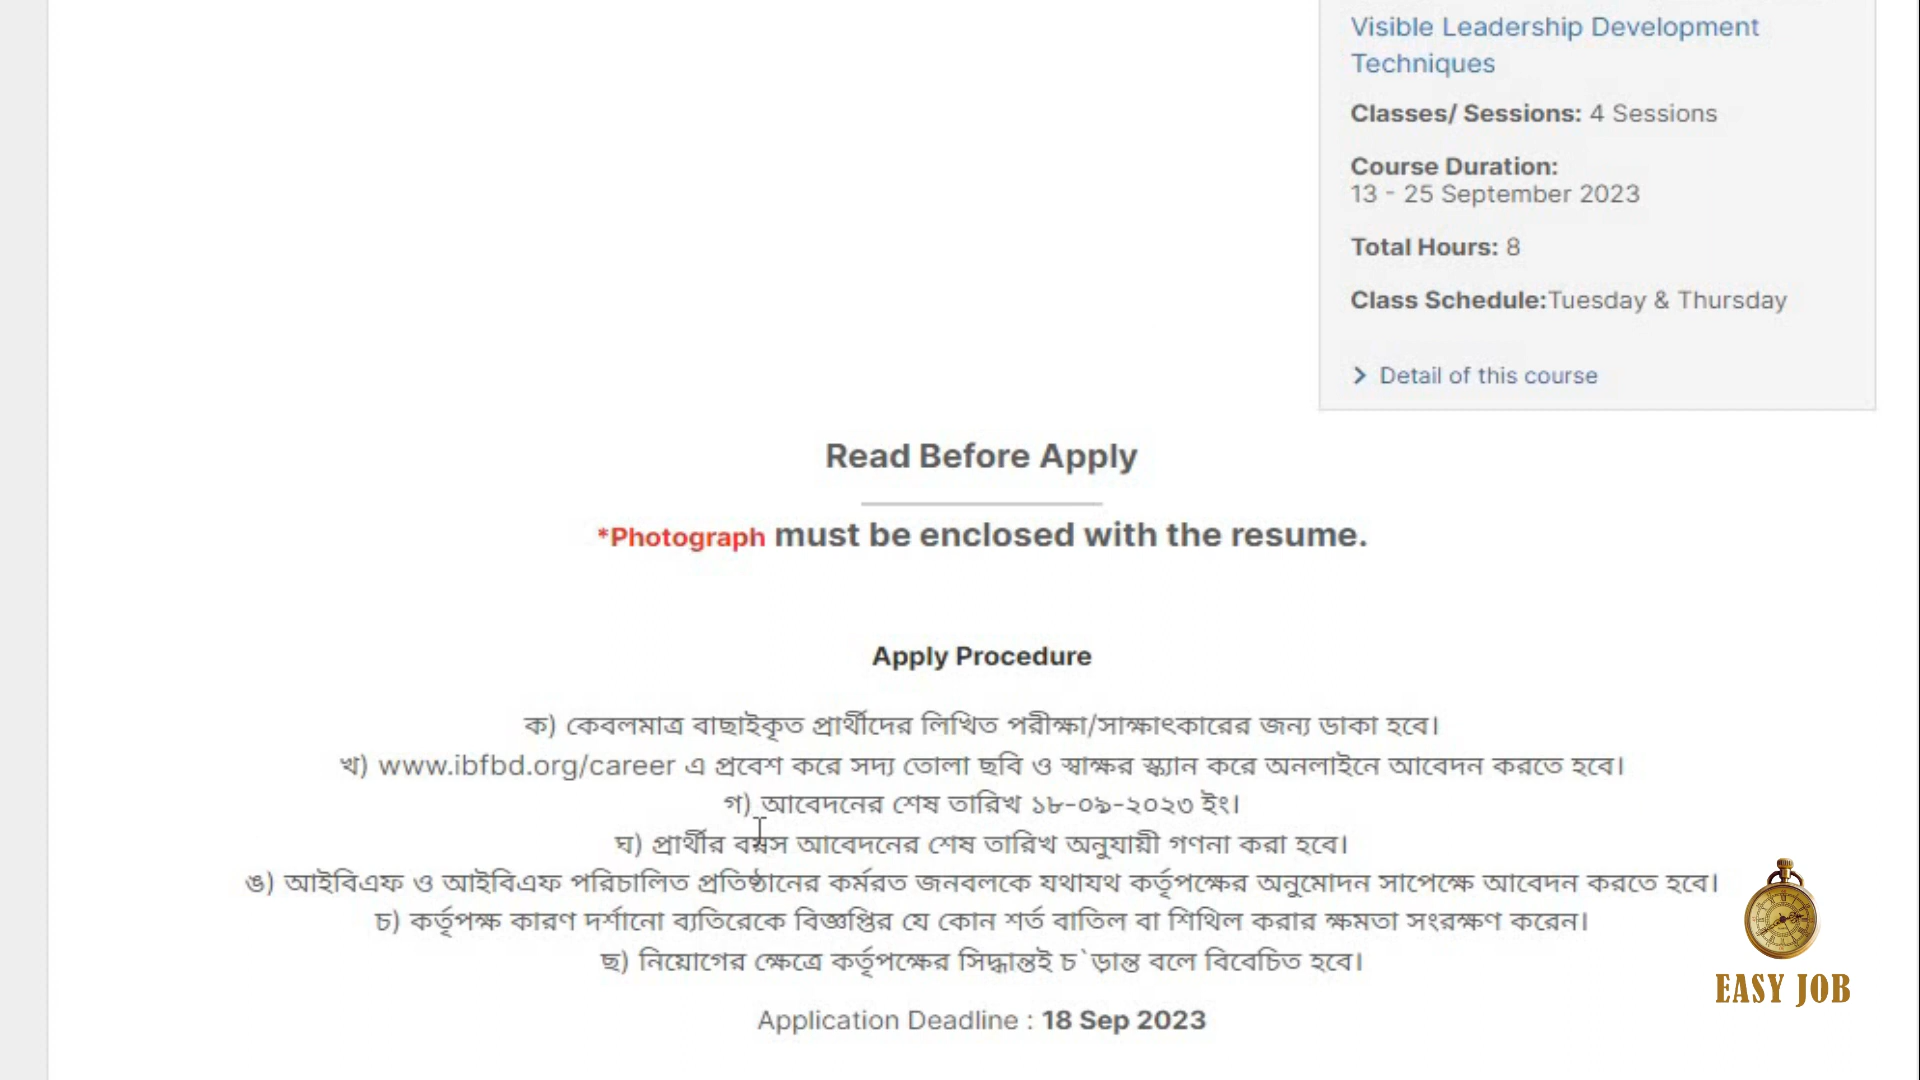 Visible Leadership Development
Techniques
Classes/ Sessions: 4 Sessions
Course Duration:
13 - 25 September 2023
Total Hours: 8
Class Schedule:Tuesday & Thursday
Detail of this course
Read Before Apply
*Photograph must be enclosed with the resume.
Apply Procedure
ক) কেবলমাত্র বাছাইকৃত প্রার্থীদের লিখিত পরীক্ষা/সাক্ষাৎকারের জন্য ডাকা হবে।
খ) www.ibfbd.org/career এ প্রবেশ করে সদ্য তোলা ছবি ও স্বাক্ষর স্ক্যান করে অনলাইনে আবেদন করতে হবে।
গ) আবেদনের শেষ তারিখ ১৮-০৯-২০২৩ ইং।
ঘ) প্রার্থীর বয়স আবেদনের শেষ তারিখ অনুযায়ী গণনা করা হবে।
ঙ) আইবিএফ ও আইবিএফ পরিচালিত প্রতিষ্ঠানের কর্মরত জনবলকে যথাযথ কর্তৃপক্ষের অনুমোদন সাপেক্ষে আবেদন করতে হবে।
চ) কর্তৃপক্ষ কারণ দর্শানো ব্যতিরেকে বিজ্ঞপ্তির যে কোন শর্ত বাতিল বা শিথিল করার ক্ষমতা সংরক্ষণ করেন।
ছ) নিয়োগের ক্ষেত্রে কর্তৃপক্ষের সিদ্ধান্তই চ`ড়ান্ত বলে বিবেচিত হবে।
Application Deadline : 18 Sep 2023
EASY JOB